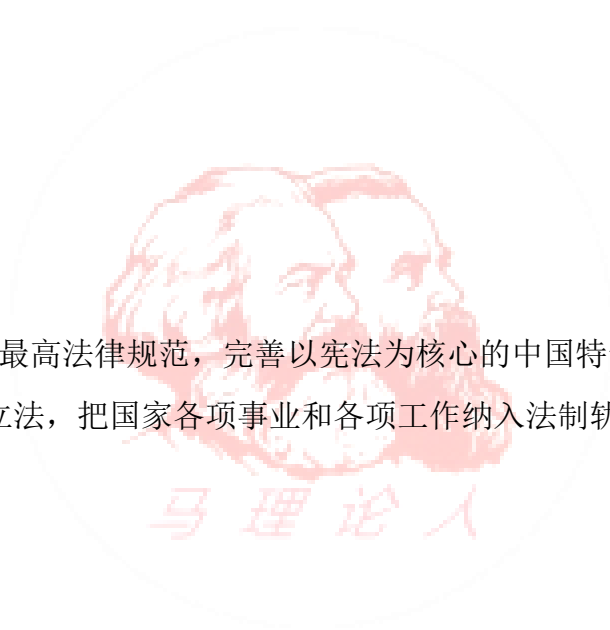 最高法律规范，完善以宪法为核心的中国特
立法，把国家各项事业和各项工作纳入法制轨
马理论人